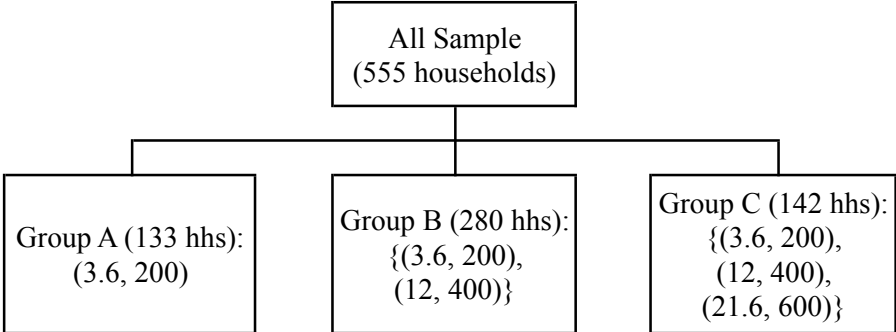 All Sample
(555 households)
Group A (133 hhs):
(3.6, 200)
Group B (280 hhs):
{(3.6, 200),
(12, 400)}
Group C (142 hhs):
{(3.6, 200),
(12, 400),
(21.6, 600)}